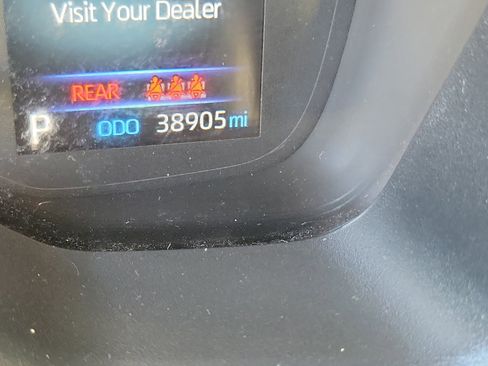 Visit Your Dealer
REAR
P ODO 38905 mi